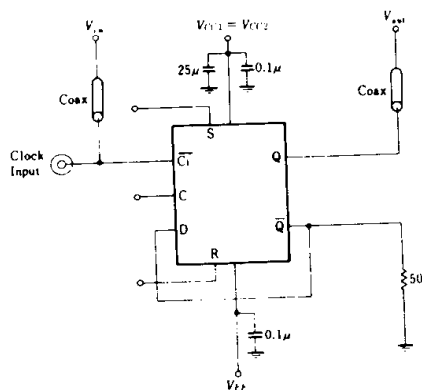 V_in
V_CC1 = V_CC2
V_out
25μ
0.1μ
Coax
Coax
S
Clock
Input
C̅₁̅
Q
C
D
Q̅
R
50
0.1μ
V_EE